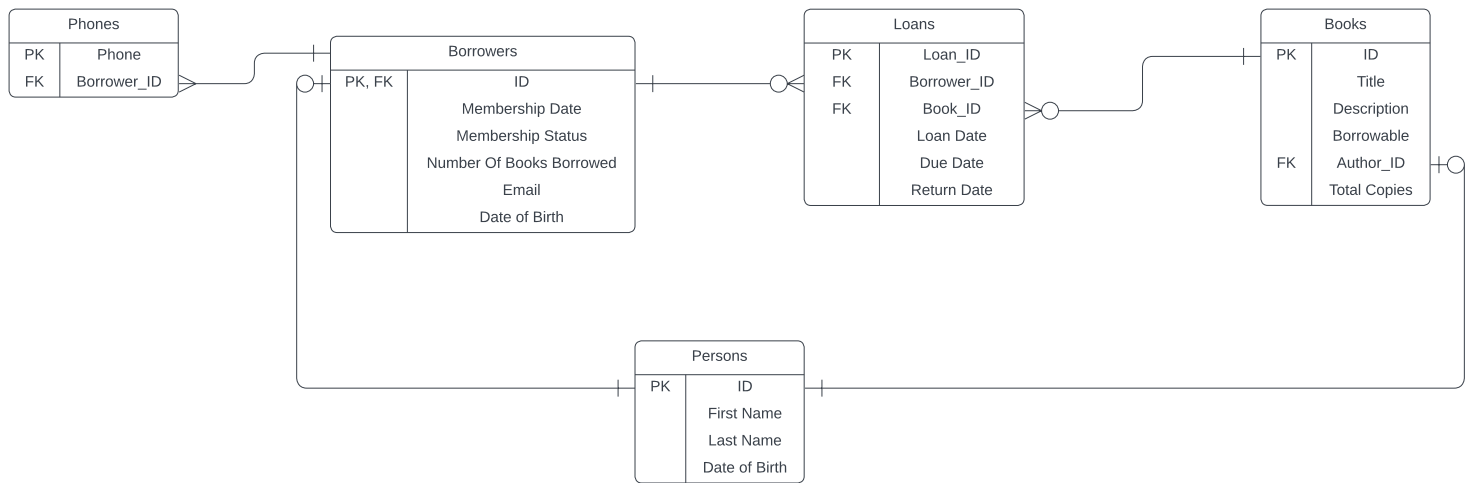 Phones
PK Phone
FK Borrower_ID
Borrowers
PK, FK ID
Membership Date
Membership Status
Number Of Books Borrowed
Email
Date of Birth
Loans
PK Loan_ID
FK Borrower_ID
FK Book_ID
Loan Date
Due Date
Return Date
Books
PK ID
Title
Description
Borrowable
FK Author_ID
Total Copies
Persons
PK ID
First Name
Last Name
Date of Birth